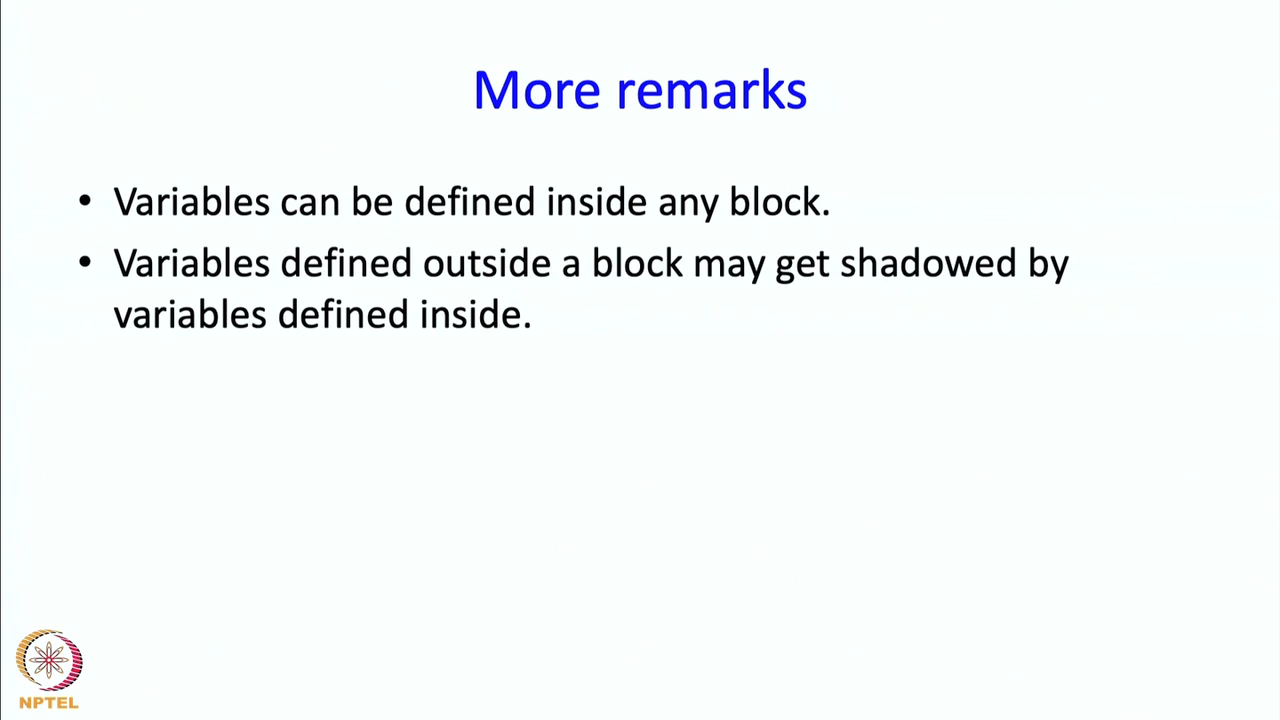 More remarks
• Variables can be defined inside any block.
• Variables defined outside a block may get shadowed by
variables defined inside.
NPTEL